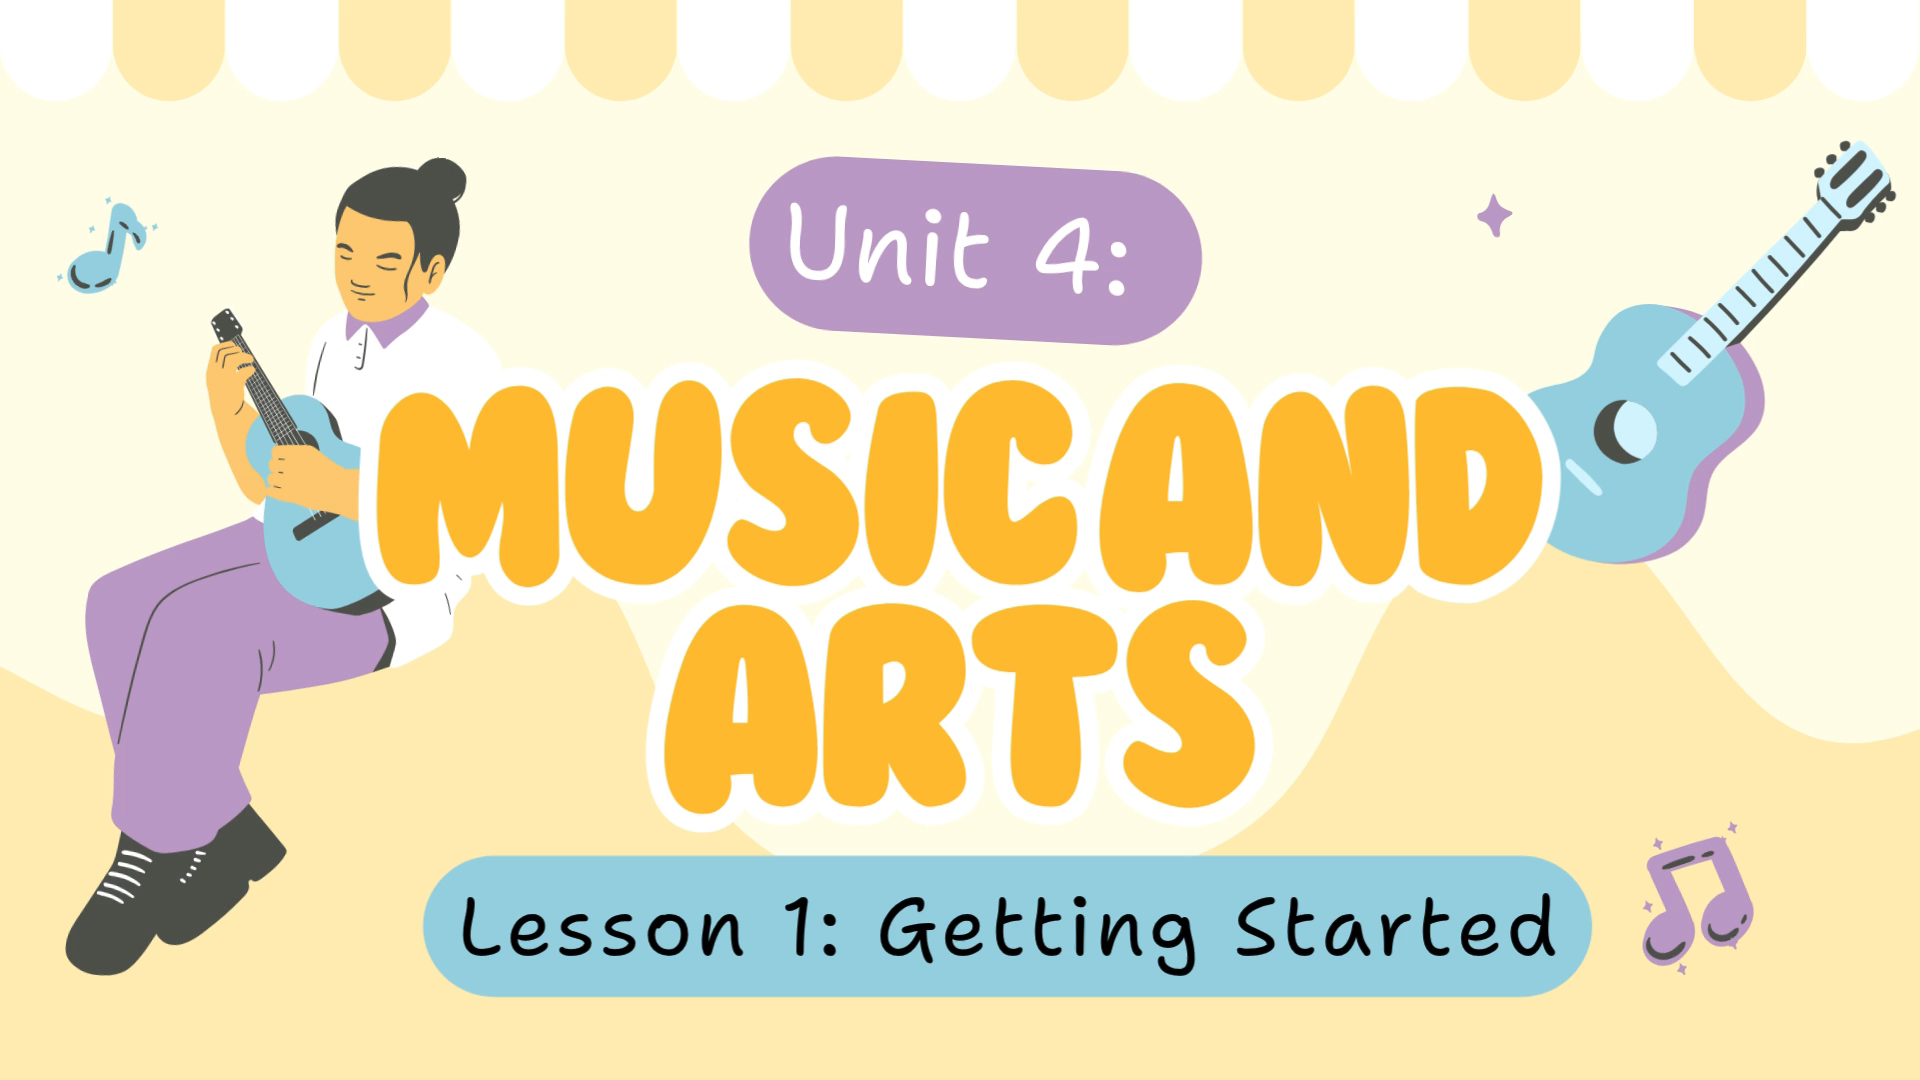 Unit 4:
MUSIC AND
ARTS
Lesson 1: Getting Started